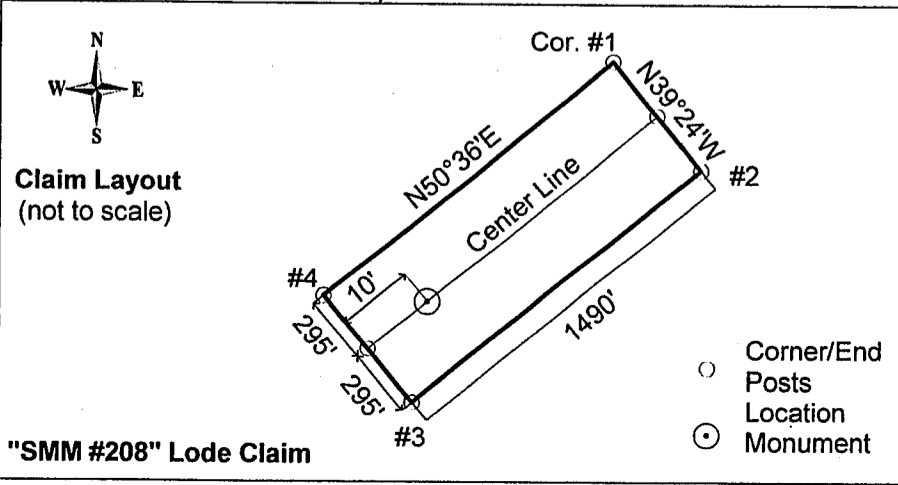 N
W E
S
Claim Layout
(not to scale)
Cor. #1
N39°24'W
#2
N50°36'E
Center Line
#4
10'
295'
295'
#3
1490'
Corner/End
Posts
Location
Monument
"SMM #208" Lode Claim